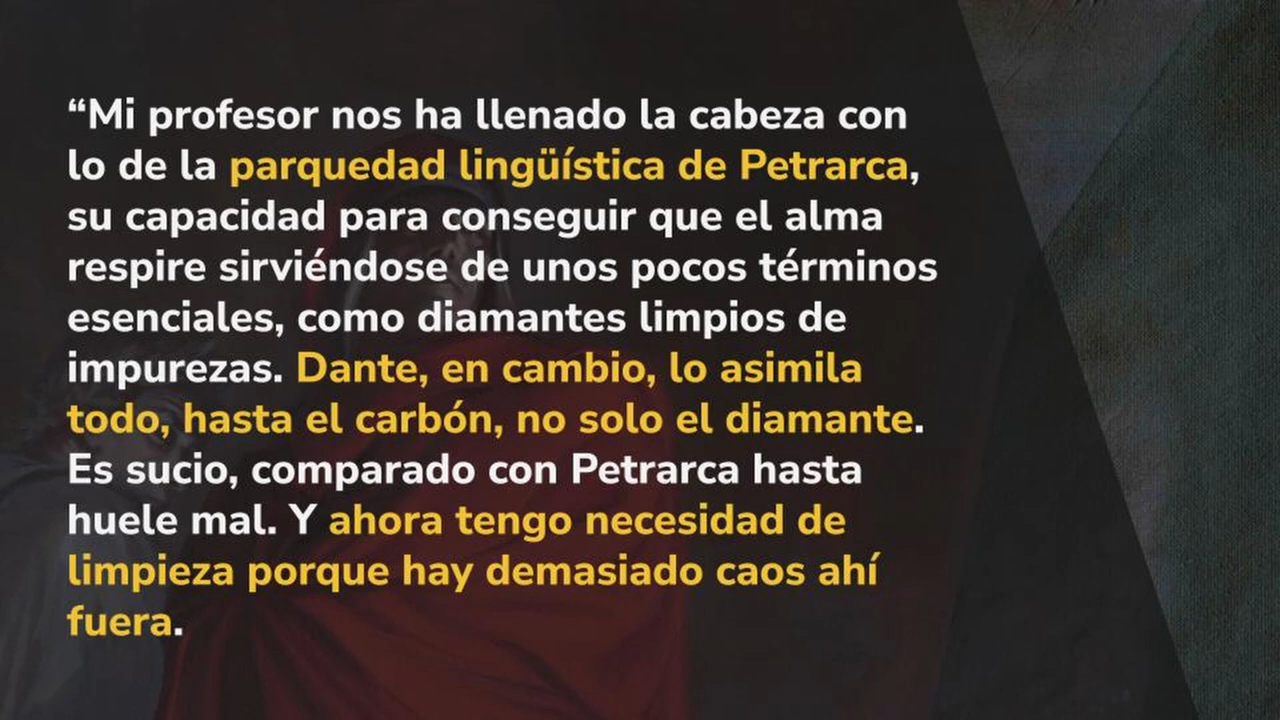 “Mi profesor nos ha llenado la cabeza con
lo de la parquedad lingüística de Petrarca,
su capacidad para conseguir que el alma
respire sirviéndose de unos pocos términos
esenciales, como diamantes limpios de
impurezas. Dante, en cambio, lo asimila
todo, hasta el carbón, no solo el diamante.
Es sucio, comparado con Petrarca hasta
huele mal. Y ahora tengo necesidad de
limpieza porque hay demasiado caos ahí
fuera.